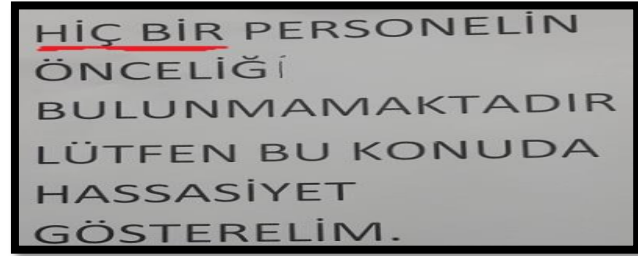 HİÇ BİR PERSONELİN
ÖNCELİĞİ
BULUNMAMAKTADIR
LÜTFEN BU KONUDA
HASSASİYET
GÖSTERELİM.